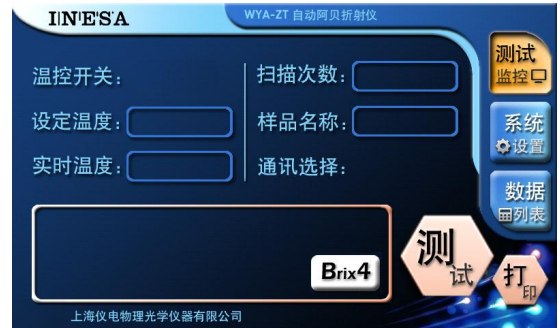 INESA
WYA-ZT 自动阿贝折射仪
温控开关：
设定温度：
实时温度：
扫描次数：
样品名称：
通讯选择：
测试
监控
系统
设置
数据
列表
Brix4
测试
打印
上海仪电物理光学仪器有限公司